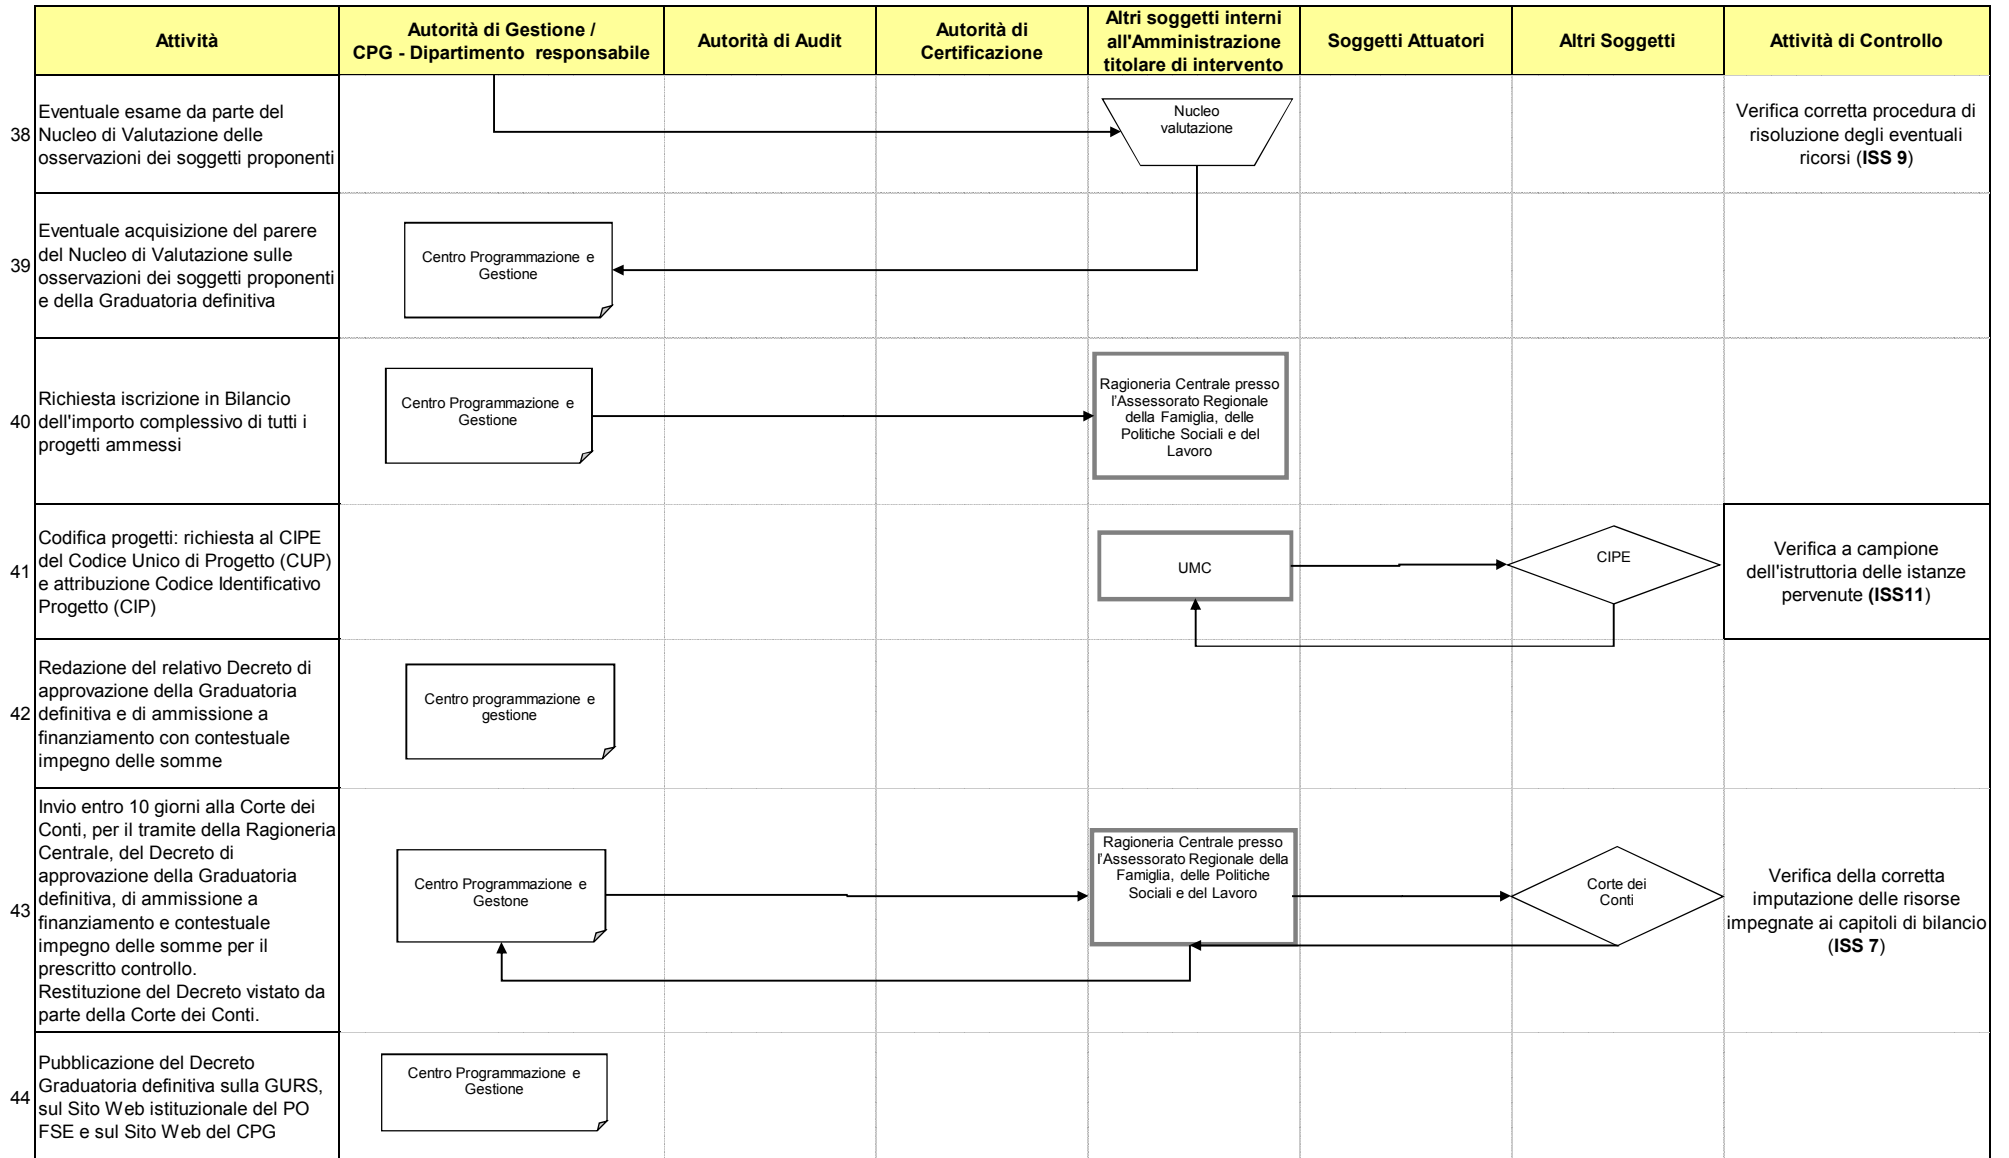 Attività
Autorità di Gestione /
CPG - Dipartimento responsabile
Autorità di Audit
Autorità di
Certificazione
Altri soggetti interni
all'Amministrazione
titolare di intervento
Soggetti Attuatori
Altri Soggetti
Attività di Controllo
38
Eventuale esame da parte del
Nucleo di Valutazione delle
osservazioni dei soggetti proponenti
Nucleo
valutazione
Verifica corretta procedura di
risoluzione degli eventuali
ricorsi (ISS 9)
39
Eventuale acquisizione del parere
del Nucleo di Valutazione sulle
osservazioni dei soggetti proponenti
e della Graduatoria definitiva
Centro Programmazione e
Gestione
40
Richiesta iscrizione in Bilancio
dell'importo complessivo di tutti i
progetti ammessi
Centro Programmazione e
Gestione
Ragioneria Centrale presso
l'Assessorato Regionale
della Famiglia, delle
Politiche Sociali e del
Lavoro
41
Codifica progetti: richiesta al CIPE
del Codice Unico di Progetto (CUP)
e attribuzione Codice Identificativo
Progetto (CIP)
UMC
CIPE
Verifica a campione
dell'istruttoria delle istanze
pervenute (ISS11)
42
Redazione del relativo Decreto di
approvazione della Graduatoria
definitiva e di ammissione a
finanziamento con contestuale
impegno delle somme
Centro programmazione e
gestione
43
Invio entro 10 giorni alla Corte dei
Conti, per il tramite della Ragioneria
Centrale, del Decreto di
approvazione della Graduatoria
definitiva, di ammissione a
finanziamento e contestuale
impegno delle somme per il
prescritto controllo.
Restituzione del Decreto vistato da
parte della Corte dei Conti.
Centro Programmazione e
Gestone
Ragioneria Centrale presso
l'Assessorato Regionale della
Famiglia, delle Politiche
Sociali e del Lavoro
Corte dei
Conti
Verifica della corretta
imputazione delle risorse
impegnate ai capitoli di bilancio
(ISS 7)
44
Pubblicazione del Decreto
Graduatoria definitiva sulla GURS,
sul Sito Web istituzionale del PO
FSE e sul Sito Web del CPG
Centro Programmazione e
Gestione